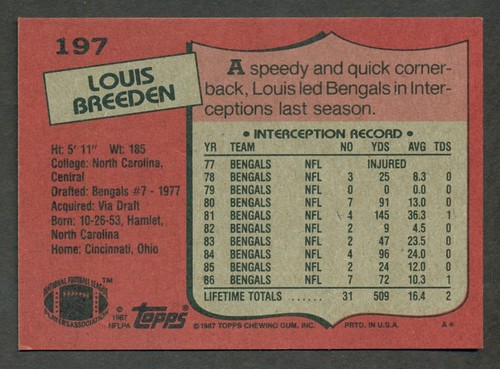 197
LOUIS
BREEDEN
A speedy and quick corner-
back, Louis led Bengals in Inter-
ceptions last season.
Ht: 5' 11" Wt: 185
College: North Carolina,
Central
Drafted: Bengals #7 - 1977
Acquired: Via Draft
Born: 10-26-53, Hamlet,
North Carolina
Home: Cincinnati, Ohio
• INTERCEPTION RECORD •
YR TEAM NO YDS AVG TDS
77 BENGALS NFL INJURED
78 BENGALS NFL 3 25 8.3 0
79 BENGALS NFL 0 0 0.0 0
80 BENGALS NFL 7 91 13.0 0
81 BENGALS NFL 4 145 36.3 1
82 BENGALS NFL 2 9 4.5 0
83 BENGALS NFL 2 47 23.5 0
84 BENGALS NFL 4 96 24.0 0
85 BENGALS NFL 2 24 12.0 0
86 BENGALS NFL 7 72 10.3 1
LIFETIME TOTALS ...... 31 509 16.4 2
NATIONAL FOOTBALL LEAGUE
PLAYERS ASSOCIATION
TM
© 1987
NFLPA
Topps
© 1987 TOPPS CHEWING GUM, INC. PRTD. IN U.S.A. A*